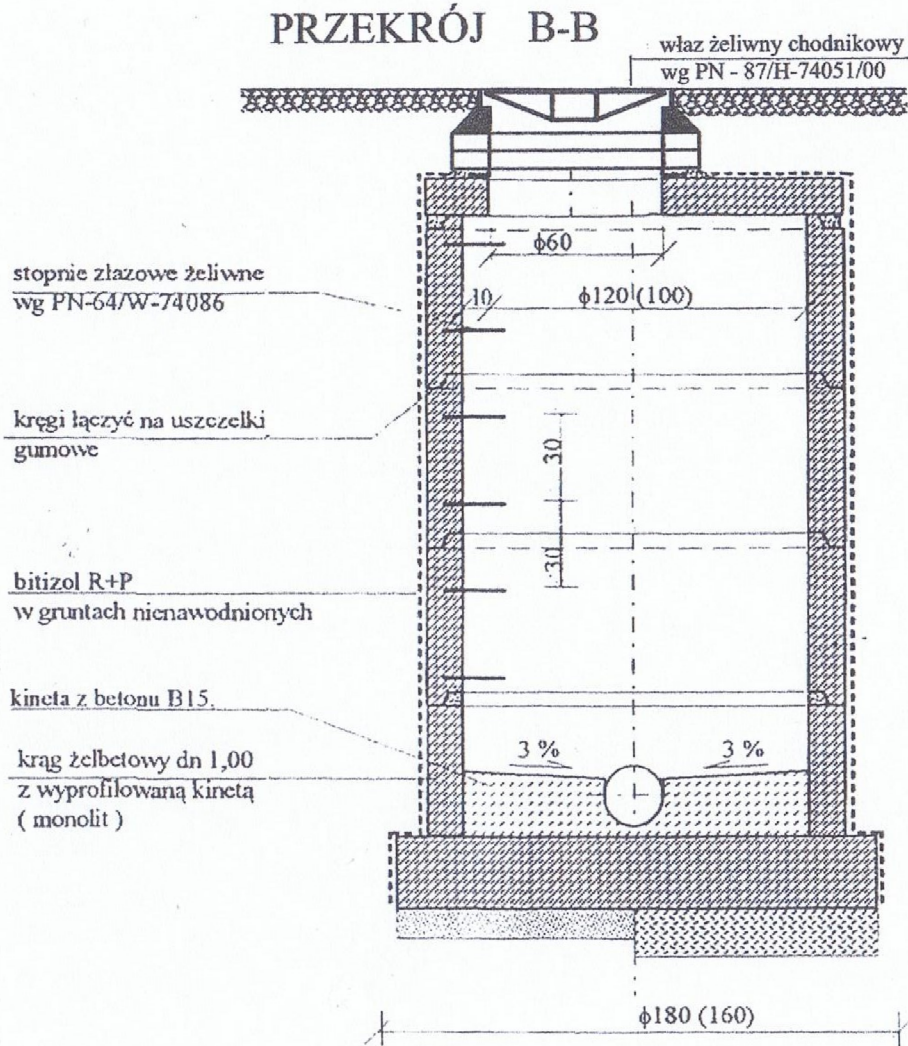 PRZEKRÓJ B-B
właz żeliwny chodnikowy
wg PN - 87/H-74051/00
ϕ60
stopnie złazowe żeliwne
wg PN-64/W-74086
10
ϕ120 (100)
kręgi łączyć na uszczelki
gumowe
30
30
bitizol R+P
w gruntach nienawodnionych
kineta z betonu B15.
krąg żelbetowy dn 1,00
z wyprofilowaną kinetą
( monolit )
3 %
3 %
ϕ180 (160)